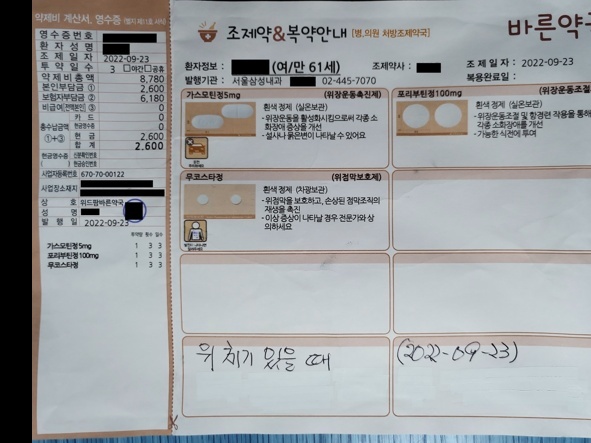 약제비 계산서, 영수증 (별지 제11호 서식)
영수증번호
환자성명
조제일자 2022-09-23
투약일수 3 □야간□공휴
약제비총액 8,780
본인부담금 ① 2,600
보험자부담금 ② 6,180
비급여(전액본인) ③ 0
총수납금액 ①+③
카드 0
현금영수증 0
현금 2,600
합계 2,600
현금영수증
신분확인번호
현금승인번호
사업자등록번호 670-70-00122
사업장소재지
상호 위드팜바른약국
성명
발행일 2022-09-23
투약량 횟수 일수
가스모틴정5mg 1 3 3
포리부틴정100mg 1 3 3
무코스타정 1 3 3
조제약&복약안내 [병,의원 처방조제약국]
바른약국
환자정보 : (여/만 61세)
조제약사 :
조제일자 : 2022-09-23
발행기관 : 서울삼성내과 02-445-7070
복용완료일 :
가스모틴정5mg (위장운동촉진제)
흰색 정제 (실온보관)
-위장운동을 활성화시킴으로써 각종 소
화장애 증상을 개선
-설사나 묽은변이 나타날 수 있어요
포리부틴정100mg (위장운동조절
흰색 정제 (실온보관)
-위장운동조절 및 항경련 작용을 통해
각종 소화장애를 개선
-가능한 식전에 투여
무코스타정 (위점막보호제)
흰색 정제 (차광보관)
-위점막을 보호하고, 손상된 점막조직의
재생을 촉진
-이상 증상이 나타날 경우 전문가와 상
의하세요
위 체기 있을 때
(2022-09-23)